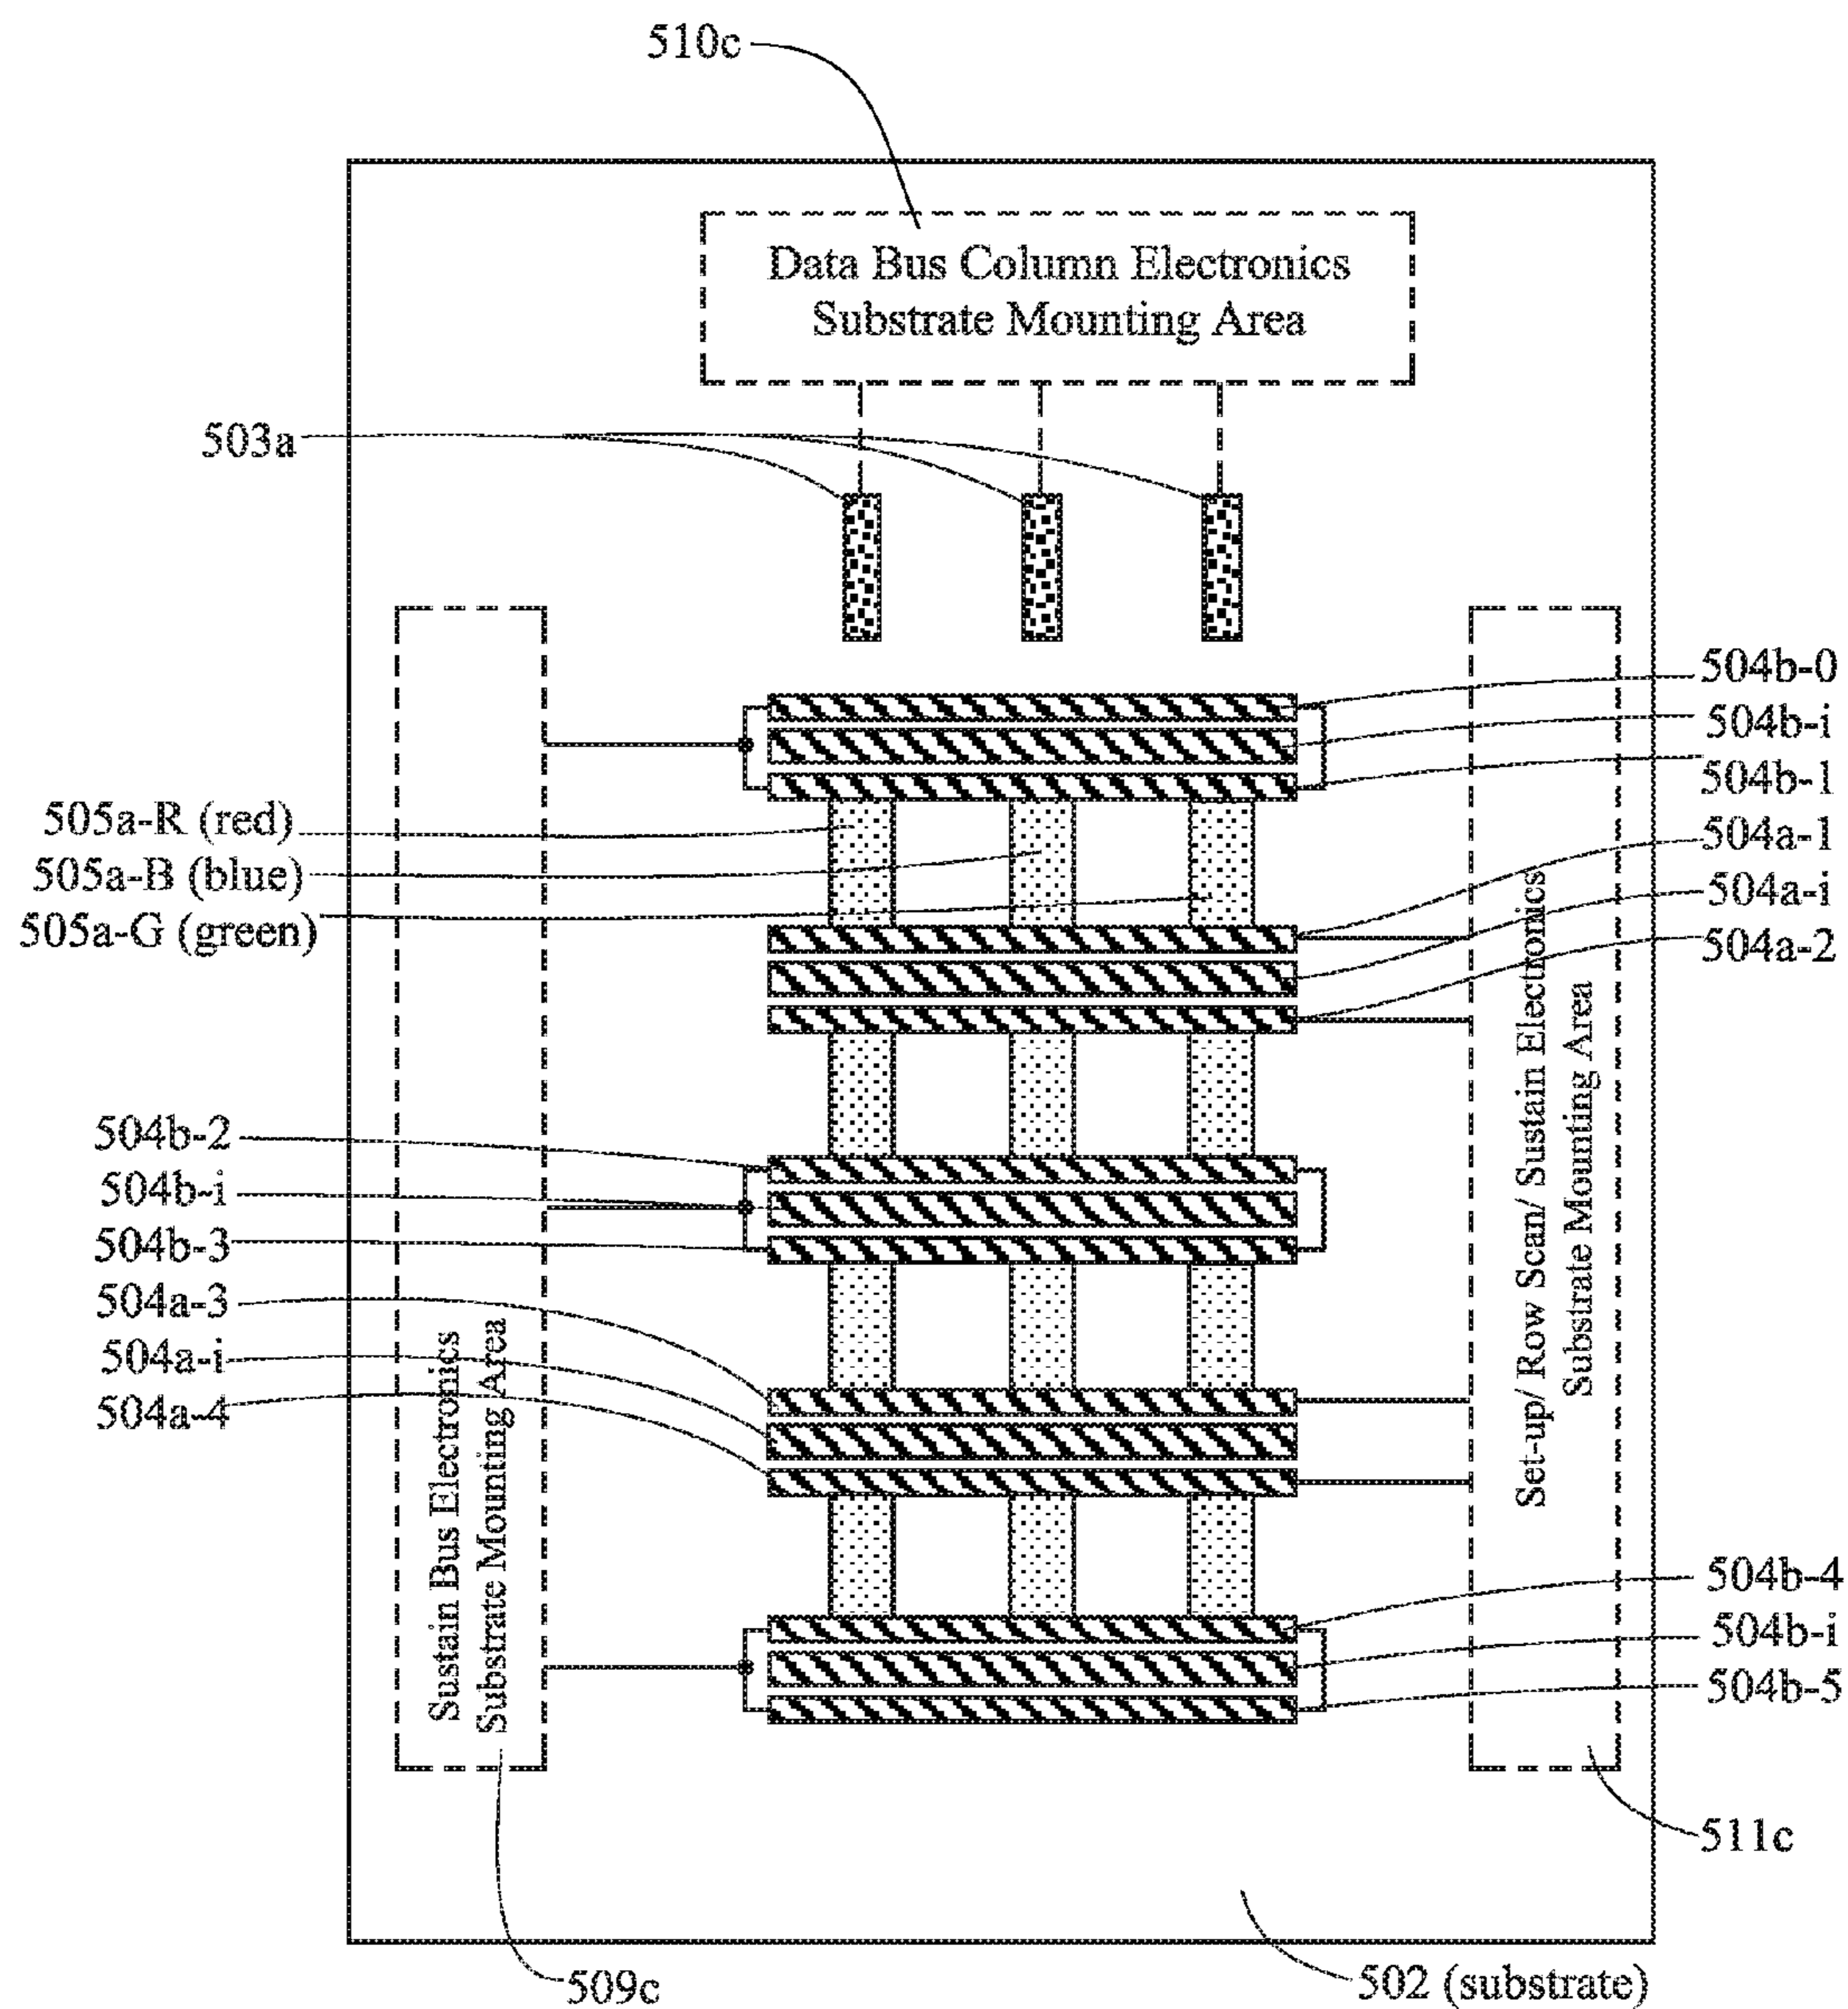 510c
Data Bus Column Electronics
Substrate Mounting Area
503a
504b-0
504b-i
504b-1
504a-1
504a-i
504a-2
505a-R (red)
505a-B (blue)
505a-G (green)
Set-up/ Row Scan/ Sustain Electronics
Substrate Mounting Area
504b-2
504b-i
504b-3
504a-3
504a-i
504a-4
Sustain Bus Electronics
Substrate Mounting Area
504b-4
504b-i
504b-5
511c
509c
502 (substrate)